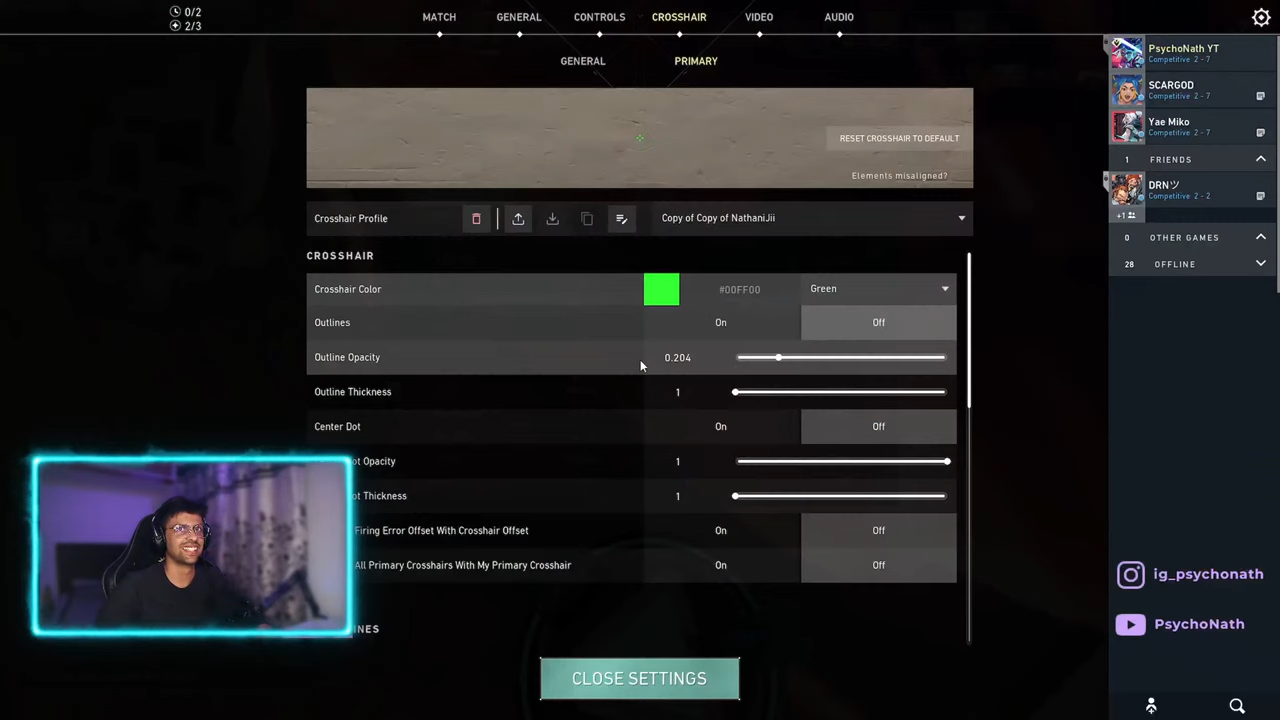 0/2
2/3
MATCH GENERAL CONTROLS CROSSHAIR VIDEO AUDIO
GENERAL PRIMARY
RESET CROSSHAIR TO DEFAULT
Elements misaligned?
Crosshair Profile Copy of Copy of NathaniJii
CROSSHAIR
Crosshair Color #00FF00 Green
Outlines On Off
Outline Opacity 0.204
Outline Thickness 1
Center Dot On Off
ot Opacity 1
ot Thickness 1
Firing Error Offset With Crosshair Offset On Off
All Primary Crosshairs With My Primary Crosshair On Off
NES
CLOSE SETTINGS
PsychoNath YT
Competitive 2 - 7
SCARGOD
Competitive 2 - 7
Yae Miko
Competitive 2 - 7
1 FRIENDS
DRNツ
Competitive 2 - 2
+1
0 OTHER GAMES
28 OFFLINE
ig_psychonath
PsychoNath